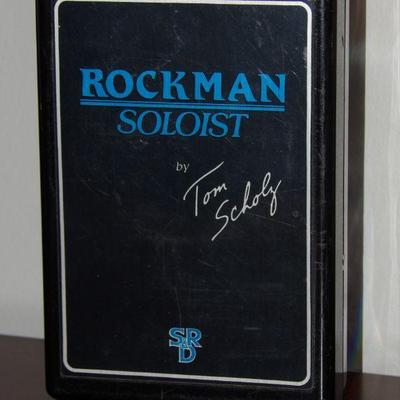 ROCKMAN
SOLOIST
by
Tom
Scholz
SR&D